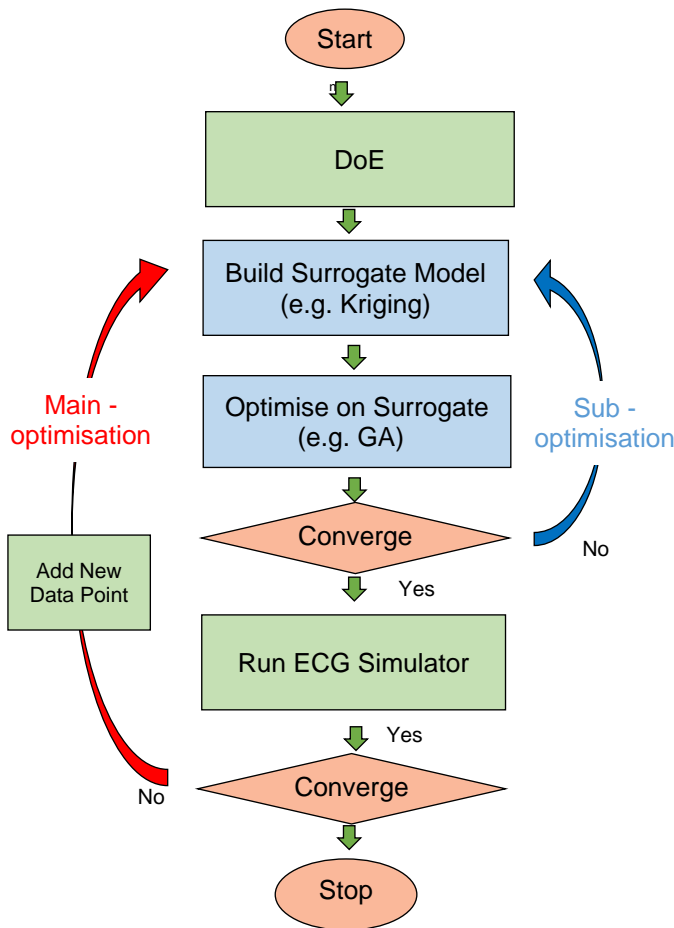 Start
n
DoE
Build Surrogate Model
(e.g. Kriging)
Main -
optimisation
Optimise on Surrogate
(e.g. GA)
Sub -
optimisation
Converge
No
Yes
Add New
Data Point
Run ECG Simulator
Yes
No
Converge
Stop